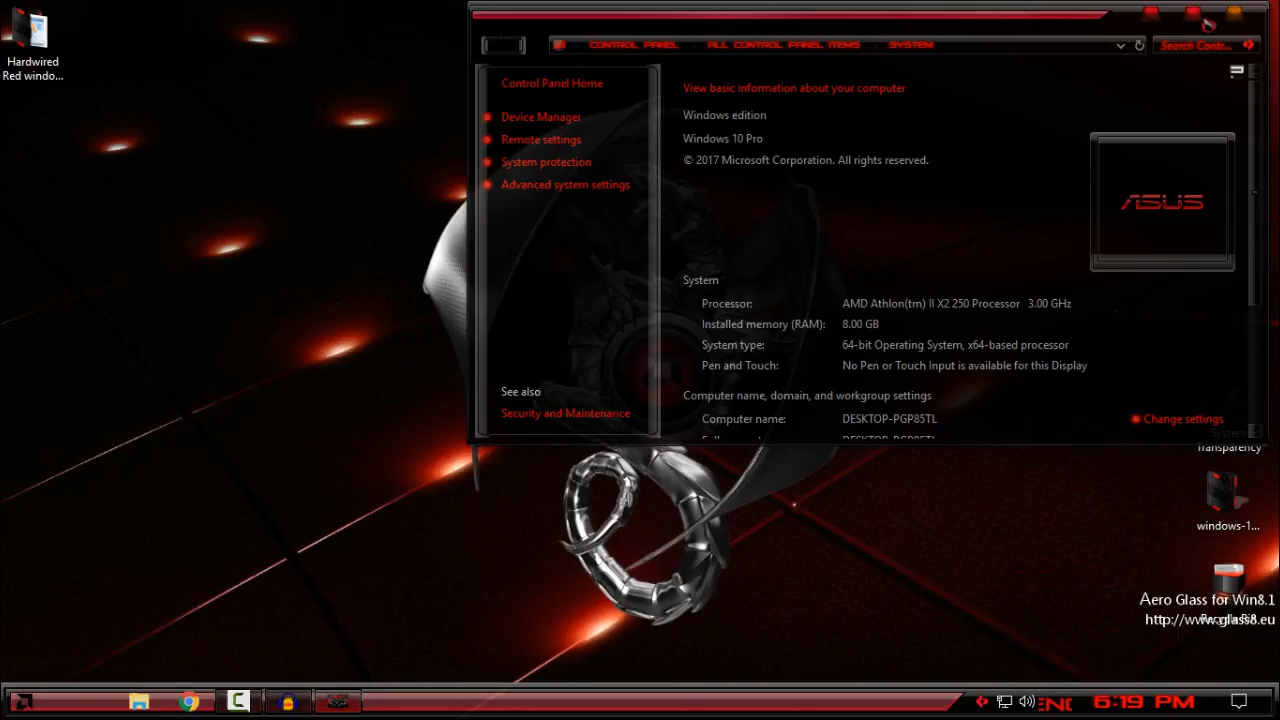 Hardwired
Red windo...
CONTROL PANEL
ALL CONTROL PANEL ITEMS
SYSTEM
Search Contr...
Control Panel Home
Device Manager
Remote settings
System protection
Advanced system settings
See also
Security and Maintenance
View basic information about your computer
Windows edition
Windows 10 Pro
© 2017 Microsoft Corporation. All rights reserved.
ASUS
System
Processor: AMD Athlon(tm) II X2 250 Processor 3.00 GHz
Installed memory (RAM): 8.00 GB
System type: 64-bit Operating System, x64-based processor
Pen and Touch: No Pen or Touch Input is available for this Display
Computer name, domain, and workgroup settings
Computer name: DESKTOP-PGP85TL
Change settings
DESKTOP-PGP85TL
Transparency
windows-1...
Aero Glass for Win8.1
http://www.glass8.eu
6:19 PM